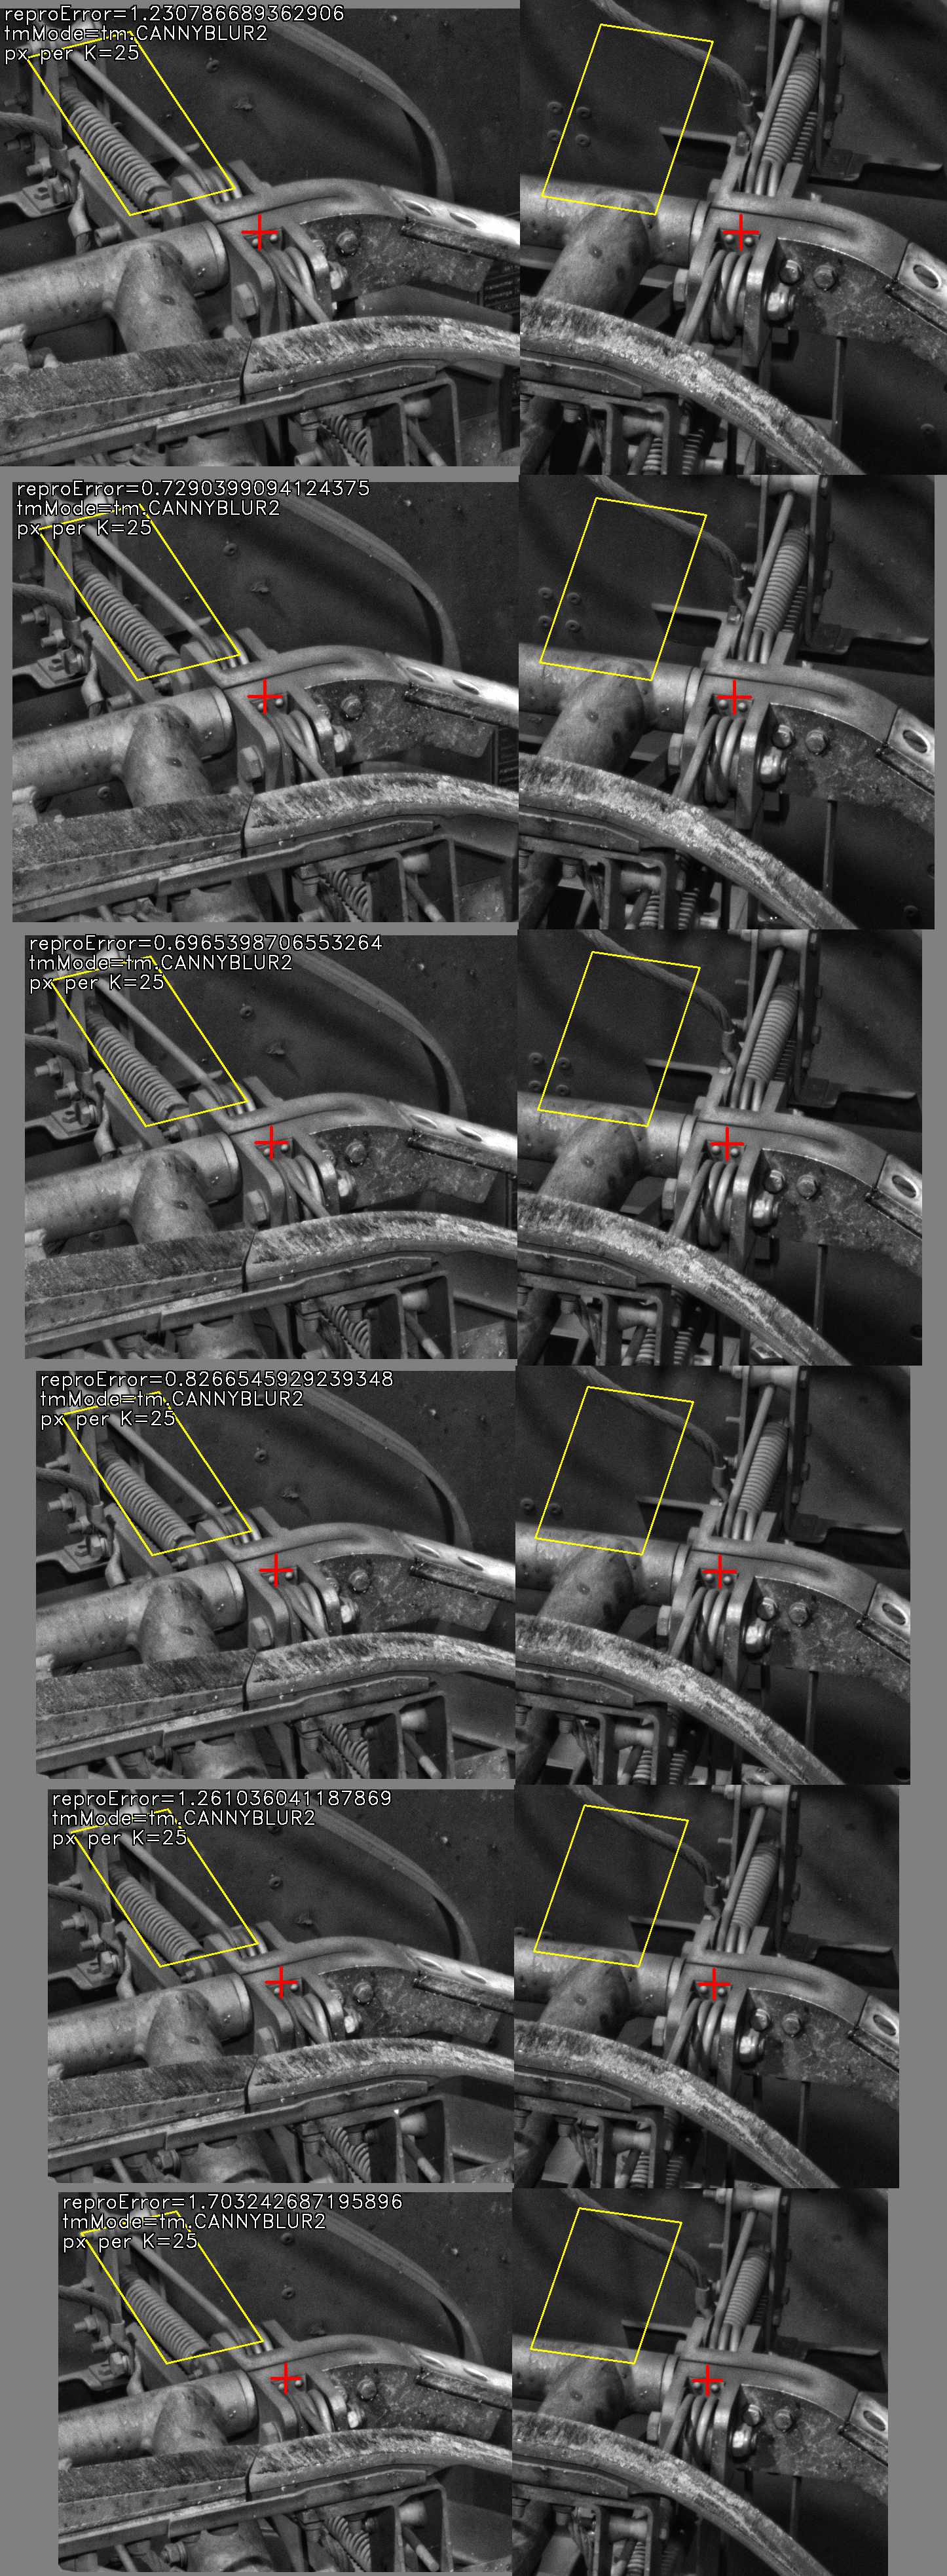 reproError=1.230786689362906
tmMode=tm.CANNYBLUR2
px per K=25
reproError=0.7290399094124375
tmMode=tm.CANNYBLUR2
px per K=25
reproError=0.6965398706553264
tmMode=tm.CANNYBLUR2
px per K=25
reproError=0.8266545929239348
tmMode=tm.CANNYBLUR2
px per K=25
reproError=1.261036041187869
tmMode=tm.CANNYBLUR2
px per K=25
reproError=1.703242687195896
tmMode=tm.CANNYBLUR2
px per K=25